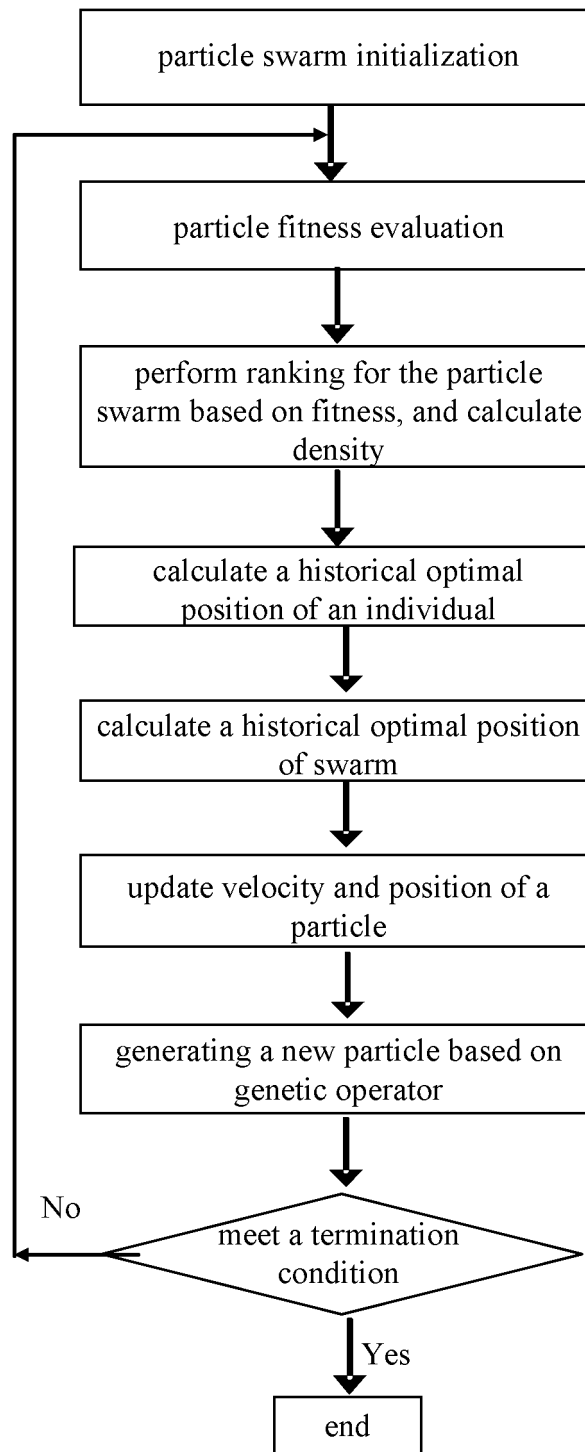 particle swarm initialization
particle fitness evaluation
perform ranking for the particle
swarm based on fitness, and calculate
density
calculate a historical optimal
position of an individual
calculate a historical optimal position
of swarm
update velocity and position of a
particle
generating a new particle based on
genetic operator
No
meet a termination
condition
Yes
end